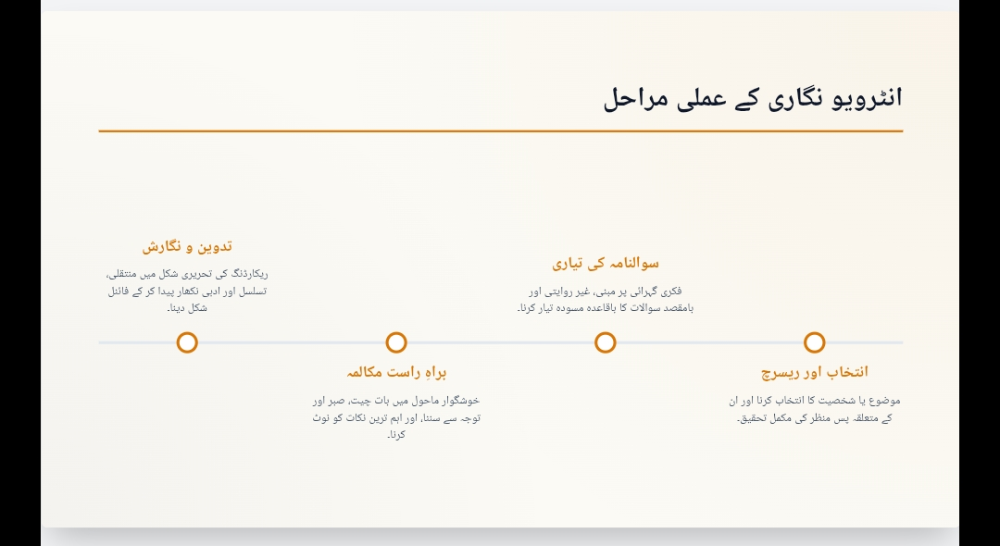 انٹرویو نگاری کے عملی مراحل
انتخاب اور ریسرچ
موضوع یا شخصیت کا انتخاب کرنا اور ان
کے متعلقہ پس منظر کی مکمل تحقیق۔
سوالنامہ کی تیاری
فکری گہرائی پر مبنی، غیر روایتی اور
بامقصد سوالات کا باقاعدہ مسودہ تیار کرنا۔
براہِ راست مکالمہ
خوشگوار ماحول میں بات چیت، صبر اور
توجہ سے سننا، اور اہم ترین نکات کو نوٹ
کرنا۔
تدوین و نگارش
ریکارڈنگ کی تحریری شکل میں منتقلی،
تسلسل اور ادبی نکھار پیدا کر کے فائنل
شکل دینا۔